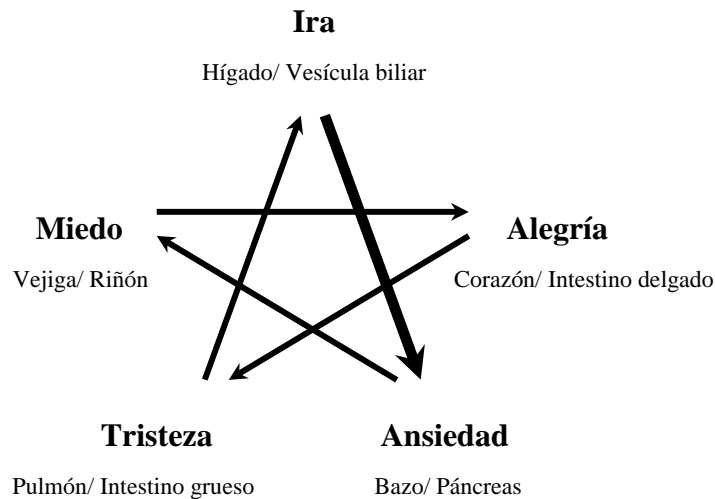 Ira
Hígado/ Vesícula biliar
Miedo
Alegría
Vejiga/ Riñón
Corazón/ Intestino delgado
Tristeza
Ansiedad
Pulmón/ Intestino grueso
Bazo/ Páncreas